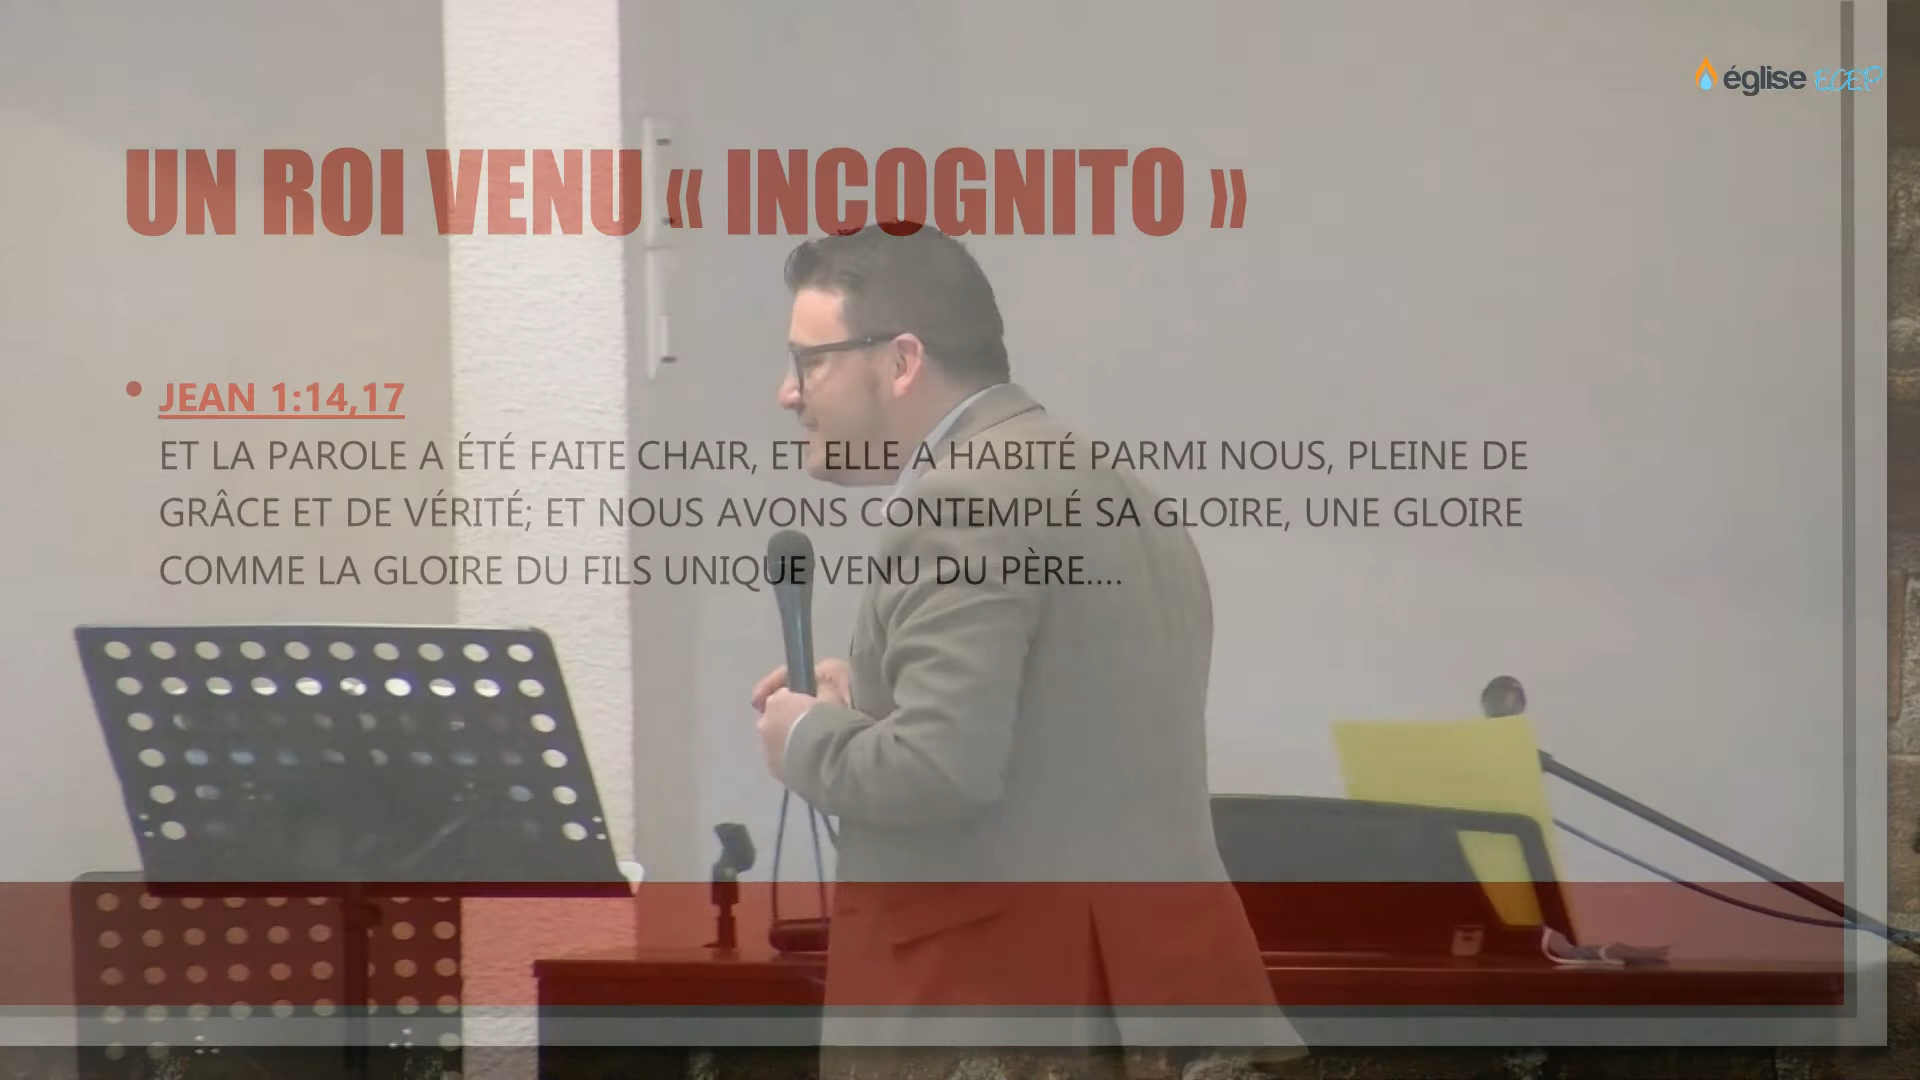 église ECEP
UN ROI VENU « INCOGNITO »
• JEAN 1:14,17
ET LA PAROLE A ÉTÉ FAITE CHAIR, ET ELLE A HABITÉ PARMI NOUS, PLEINE DE
GRÂCE ET DE VÉRITÉ; ET NOUS AVONS CONTEMPLÉ SA GLOIRE, UNE GLOIRE
COMME LA GLOIRE DU FILS UNIQUE VENU DU PÈRE....